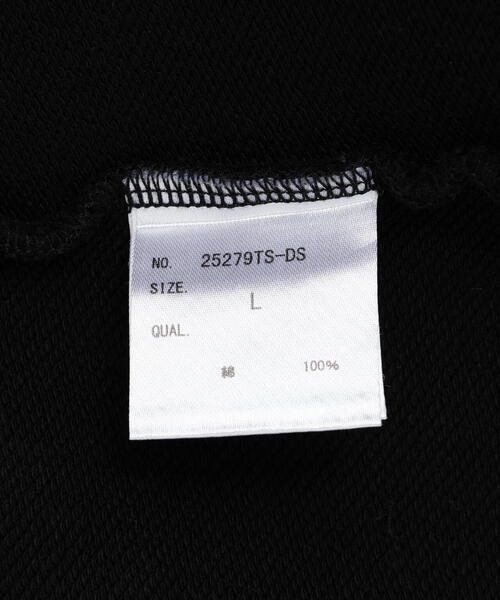 NO. 25279TS-DS
SIZE.
L
QUAL.
綿 100%